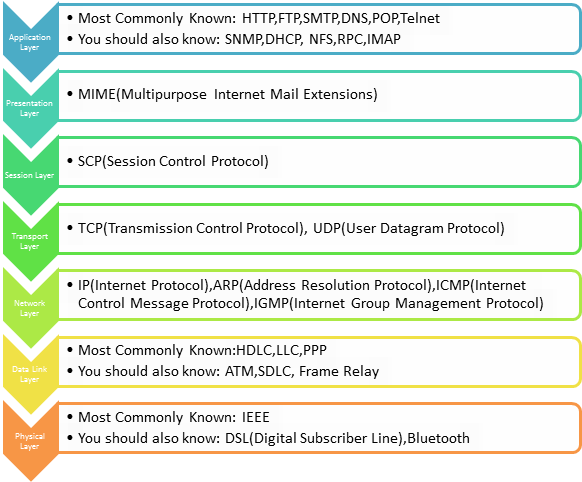 Application
Layer
• Most Commonly Known: HTTP,FTP,SMTP,DNS,POP,Telnet
• You should also know: SNMP,DHCP, NFS,RPC,IMAP
Presentation
Layer
• MIME(Multipurpose Internet Mail Extensions)
Session Layer
• SCP(Session Control Protocol)
Transport
Layer
• TCP(Transmission Control Protocol), UDP(User Datagram Protocol)
Network
Layer
• IP(Internet Protocol),ARP(Address Resolution Protocol),ICMP(Internet
Control Message Protocol),IGMP(Internet Group Management Protocol)
Data Link
Layer
• Most Commonly Known:HDLC,LLC,PPP
• You should also know: ATM,SDLC, Frame Relay
Physical
Layer
• Most Commonly Known: IEEE
• You should also know: DSL(Digital Subscriber Line),Bluetooth